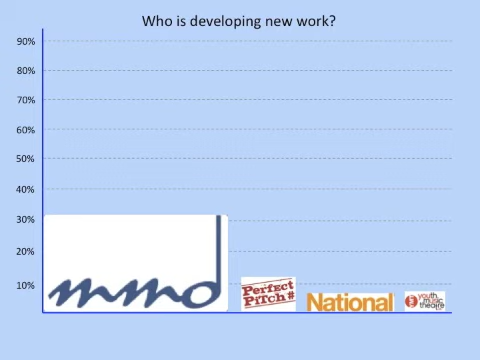 Who is developing new work?
90%
80%
70%
60%
50%
40%
30%
20%
10%
mmd
Perfect
Pitch#
National
youth
music
theatre